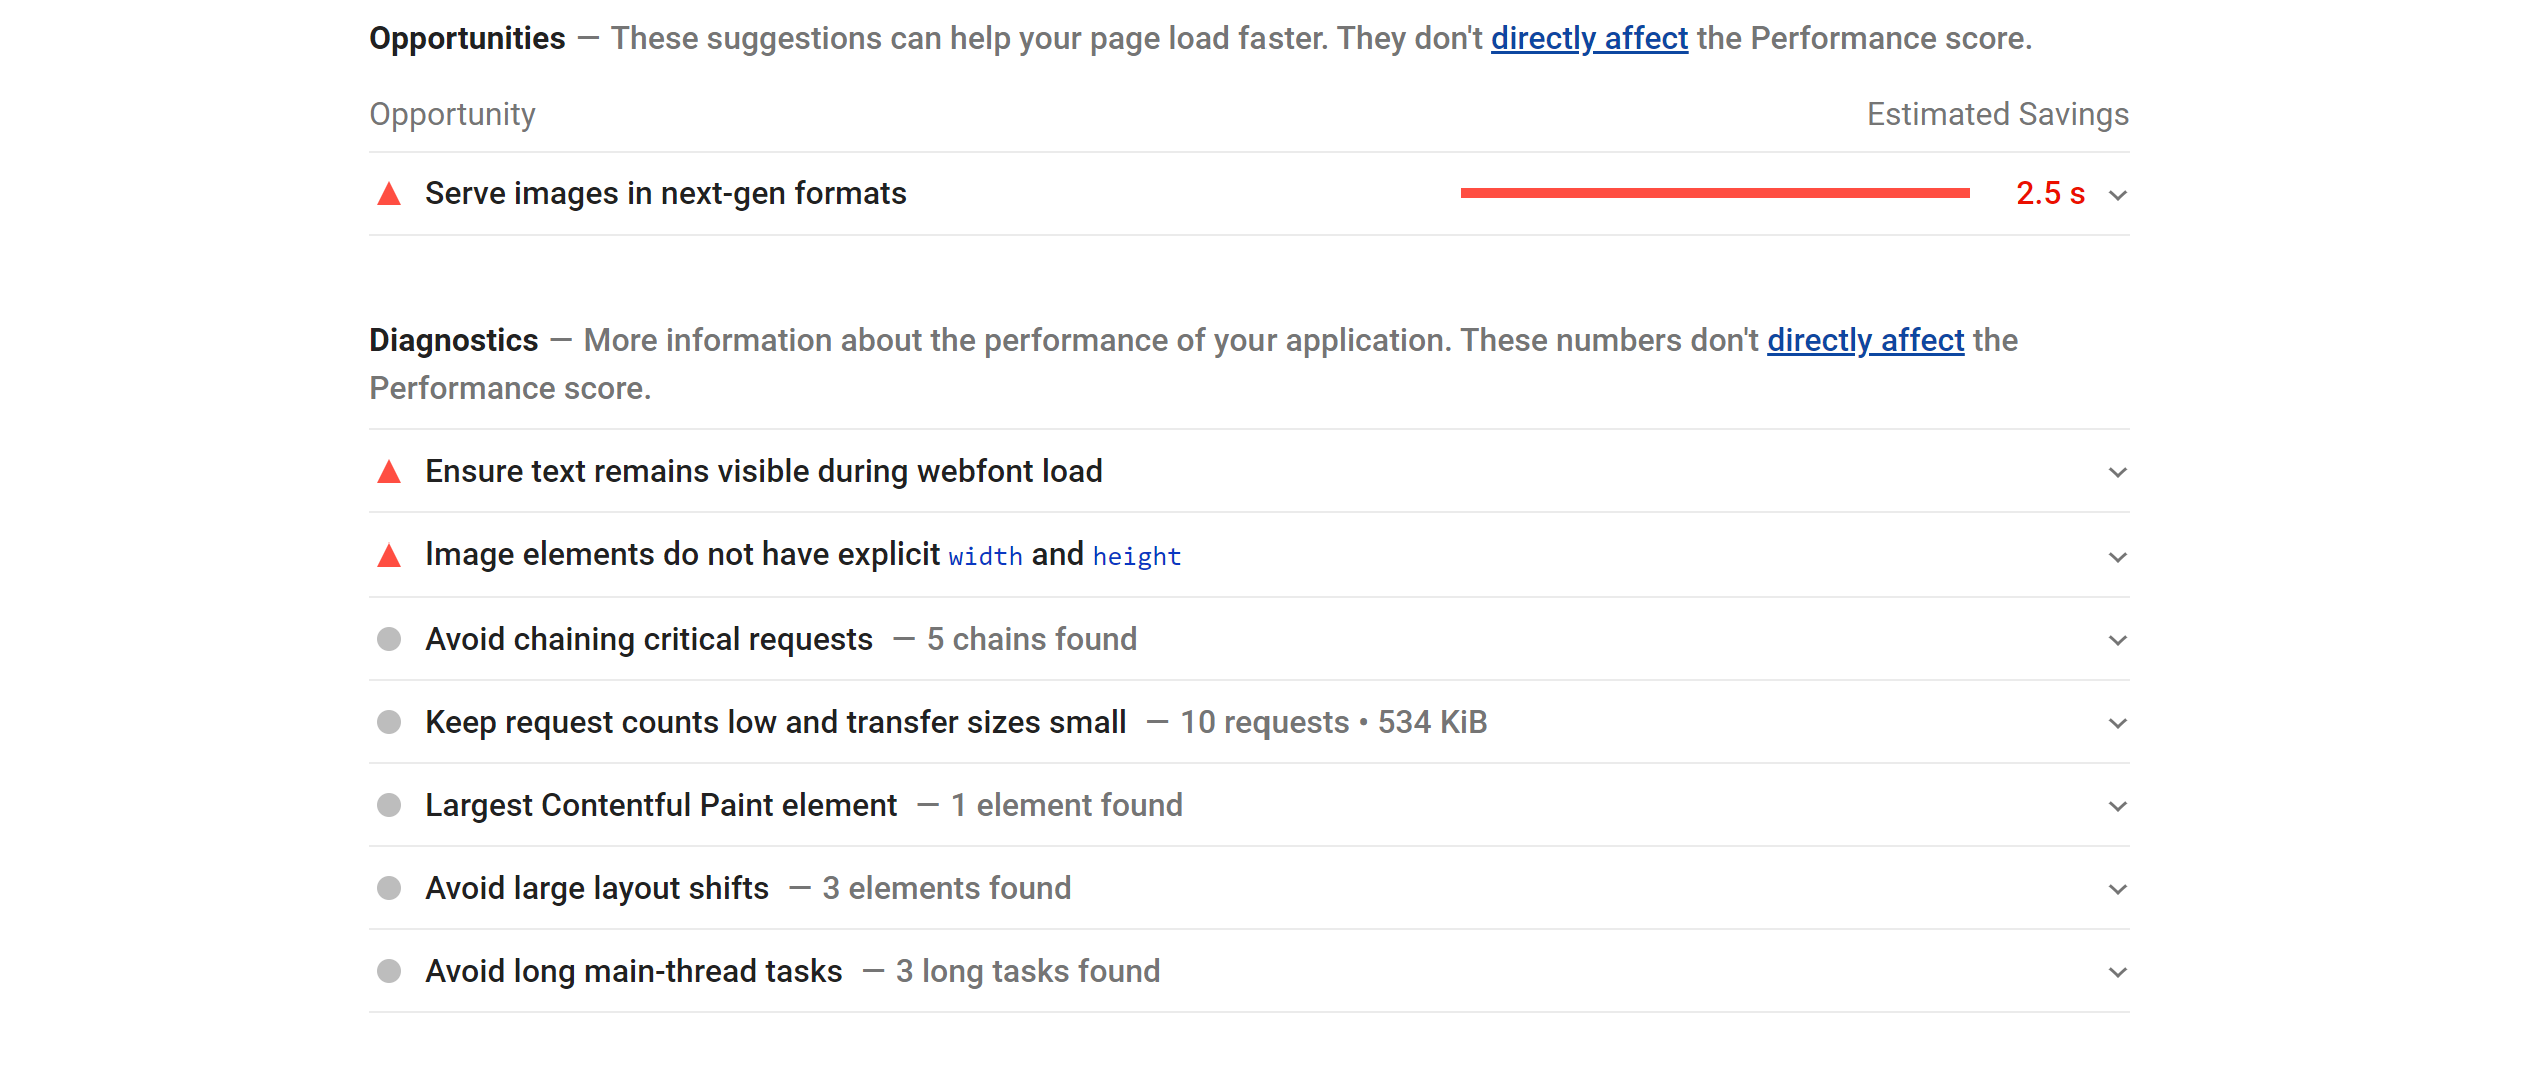 Opportunities — These suggestions can help your page load faster. They don't directly affect the Performance score.
Opportunity Estimated Savings
Serve images in next-gen formats 2.5 s
Diagnostics — More information about the performance of your application. These numbers don't directly affect the
Performance score.
Ensure text remains visible during webfont load
Image elements do not have explicit width and height
Avoid chaining critical requests — 5 chains found
Keep request counts low and transfer sizes small — 10 requests • 534 KiB
Largest Contentful Paint element — 1 element found
Avoid large layout shifts — 3 elements found
Avoid long main-thread tasks — 3 long tasks found